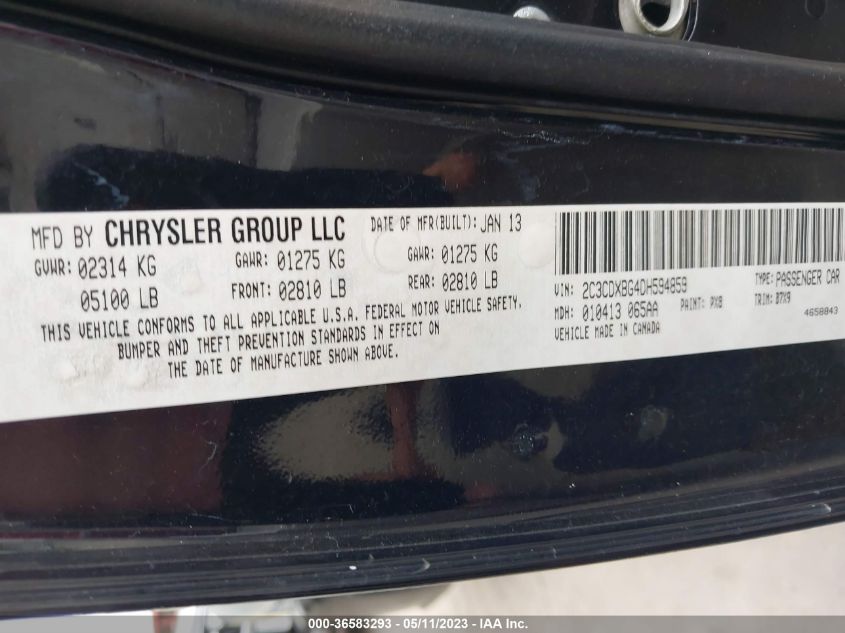 MFD BY CHRYSLER GROUP LLC
DATE OF MFR(BUILT): JAN 13
GVWR: 02314 KG
GAWR: 01275 KG
GAWR: 01275 KG
05100 LB
FRONT: 02810 LB
REAR: 02810 LB
THIS VEHICLE CONFORMS TO ALL APPLICABLE U.S.A. FEDERAL MOTOR VEHICLE SAFETY,
BUMPER AND THEFT PREVENTION STANDARDS IN EFFECT ON
THE DATE OF MANUFACTURE SHOWN ABOVE.
VIN: 2C3CDXBG4DH594859
TYPE: PASSENGER CAR
MDH: 010413 065AA
PAINT: PX8
TRIM: B7X9
VEHICLE MADE IN CANADA
4658843
000-36583293 - 05/11/2023 - IAA Inc.